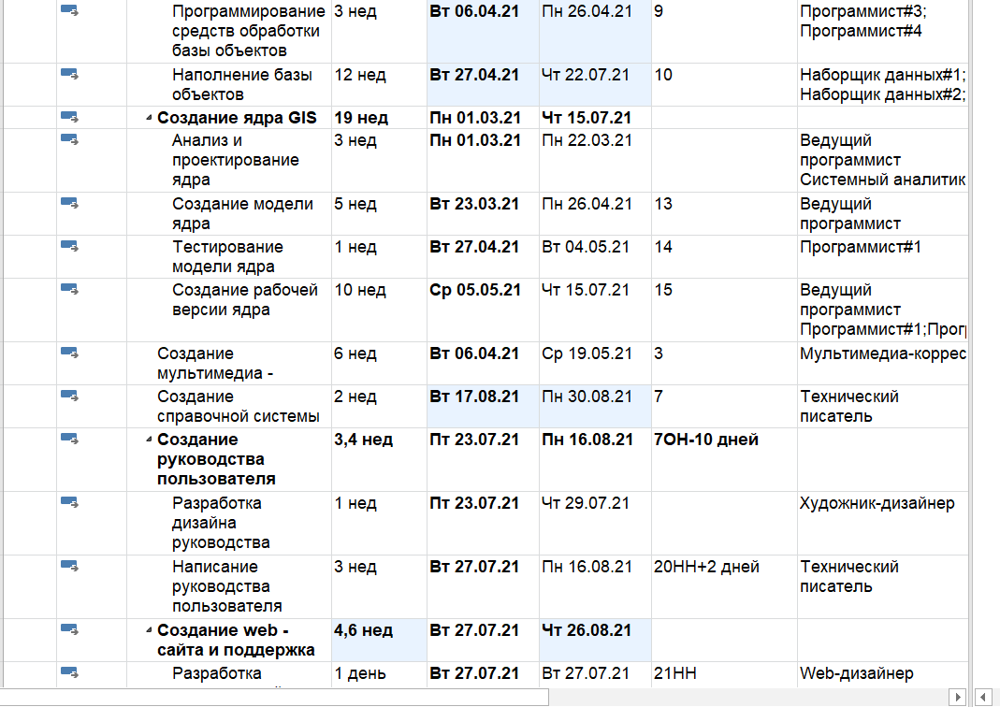 Программирование 3 нед Вт 06.04.21 Пн 26.04.21 9 Программист#3;
средств обработки Программист#4
базы объектов
Наполнение базы 12 нед Вт 27.04.21 Чт 22.07.21 10 Наборщик данных#1;
объектов Наборщик данных#2;
Создание ядра GIS 19 нед Пн 01.03.21 Чт 15.07.21
Анализ и 3 нед Пн 01.03.21 Пн 22.03.21 Ведущий
проектирование программист
ядра Системный аналитик
Создание модели 5 нед Вт 23.03.21 Пн 26.04.21 13 Ведущий
ядра программист
Тестирование 1 нед Вт 27.04.21 Вт 04.05.21 14 Программист#1
модели ядра
Создание рабочей 10 нед Ср 05.05.21 Чт 15.07.21 15 Ведущий
версии ядра программист
Программист#1;Прог
Создание 6 нед Вт 06.04.21 Ср 19.05.21 3 Мультимедиа-коррес
мультимедиа -
Создание 2 нед Вт 17.08.21 Пн 30.08.21 7 Технический
справочной системы писатель
Создание 3,4 нед Пт 23.07.21 Пн 16.08.21 7ОН-10 дней
руководства
пользователя
Разработка 1 нед Пт 23.07.21 Чт 29.07.21 Художник-дизайнер
дизайна
руководства
Написание 3 нед Вт 27.07.21 Пн 16.08.21 20НН+2 дней Технический
руководства писатель
пользователя
Создание web - 4,6 нед Вт 27.07.21 Чт 26.08.21
сайта и поддержка
Разработка 1 день Вт 27.07.21 Вт 27.07.21 21НН Web-дизайнер